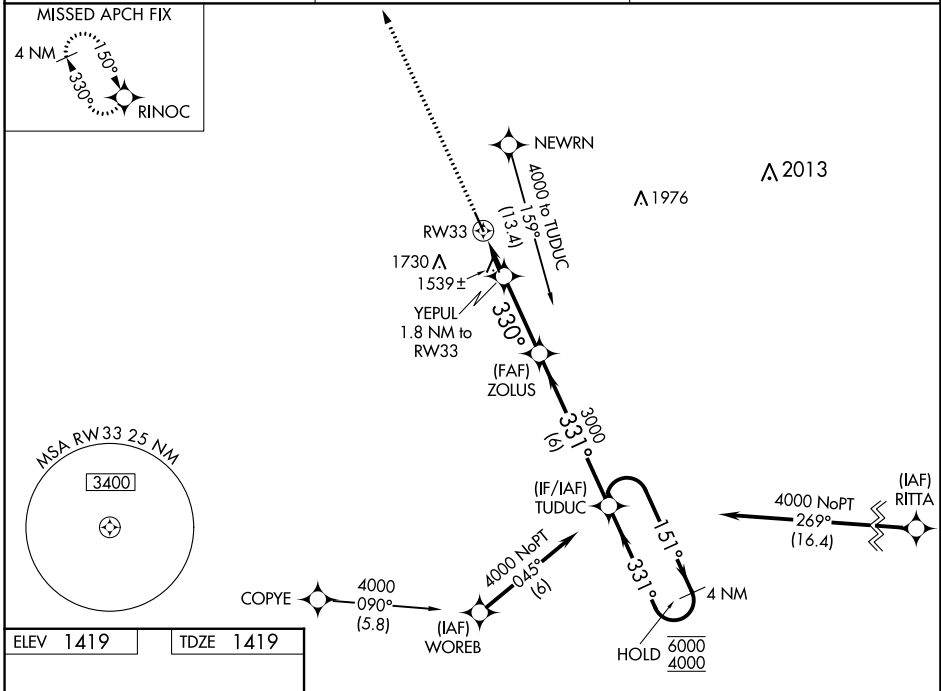 MISSED APCH FIX
4 NM
150°
330°
RINOC
NEWRN
4000 to TUDUC
159°
(13.4)
2013
1976
RW33
1730
1539±
YEPUL
1.8 NM to
RW33
330°
(FAF)
ZOLUS
3000
331°
(6)
MSA RW33 25 NM
3400
(IF/IAF)
TUDUC
151°
331°
4 NM
HOLD
6000
4000
(IAF)
RITTA
4000 NoPT
269°
(16.4)
4000 NoPT
045°
(6)
COPYE
4000
090°
(5.8)
(IAF)
WOREB
ELEV 1419
TDZE 1419